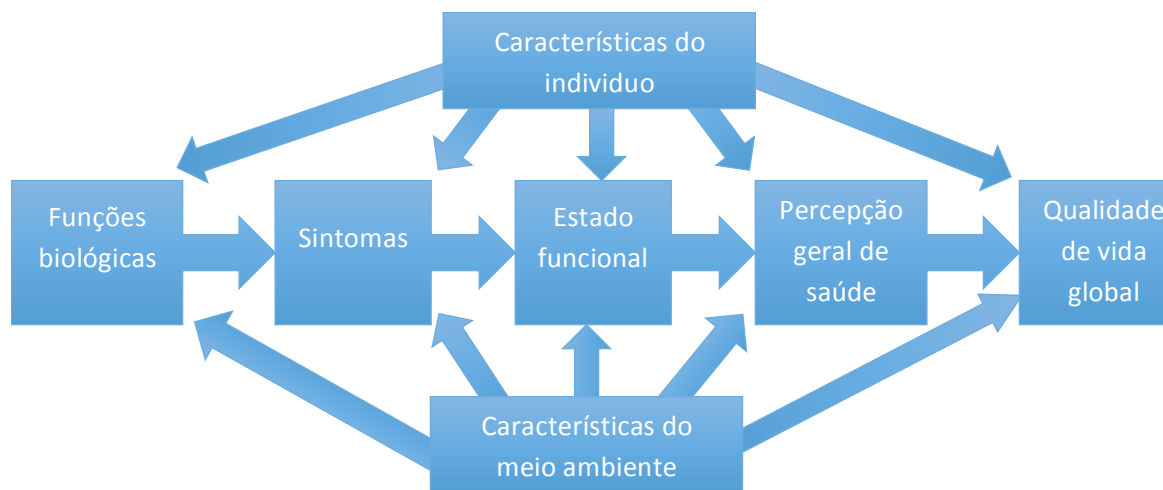 Características do
individuo
Funções
biológicas
Sintomas
Estado
funcional
Percepção
geral de
saúde
Qualidade
de vida
global
Características do
meio ambiente